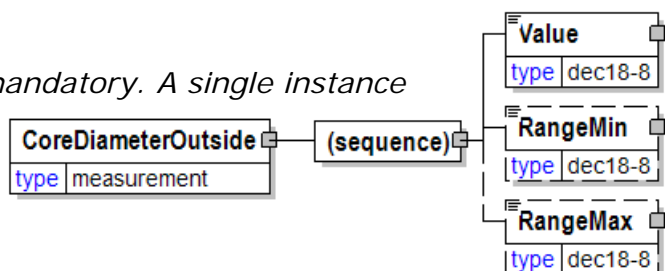 mandatory. A single instance
CoreDiameterOutside
type measurement
(sequence)
Value
type dec18-8
RangeMin
type dec18-8
RangeMax
type dec18-8